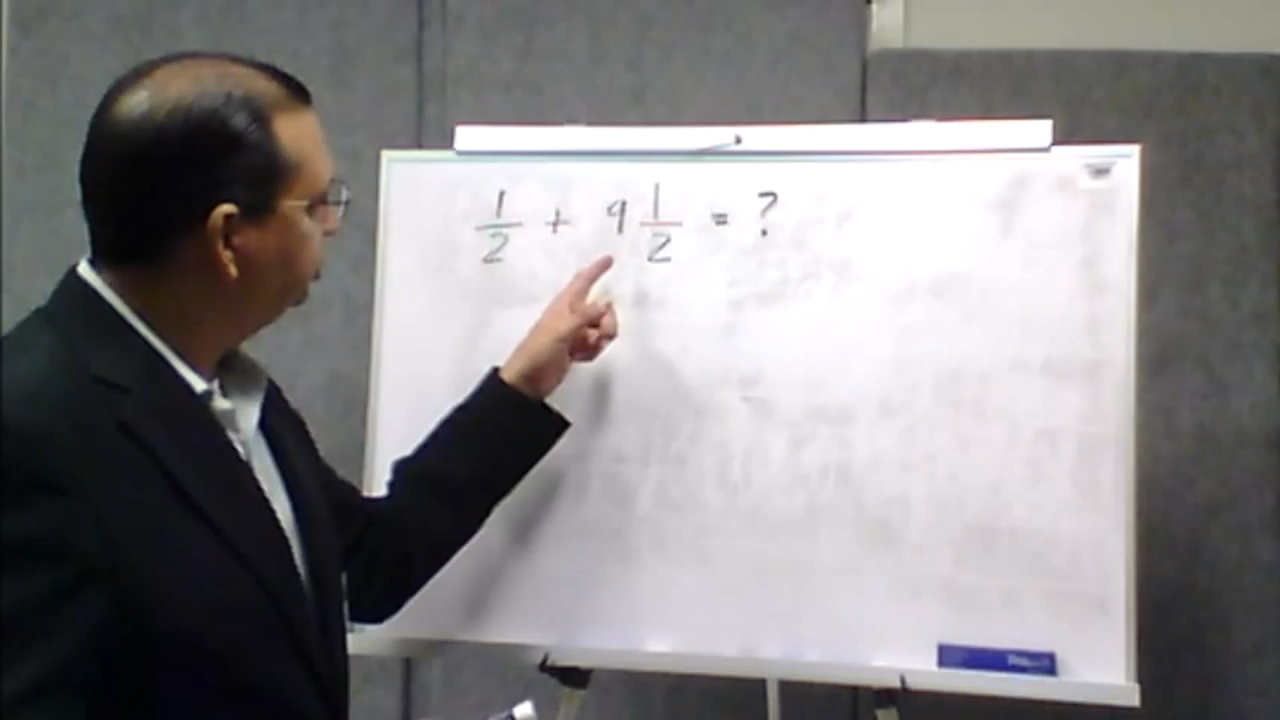 1/2 + 9 1/2 = ?